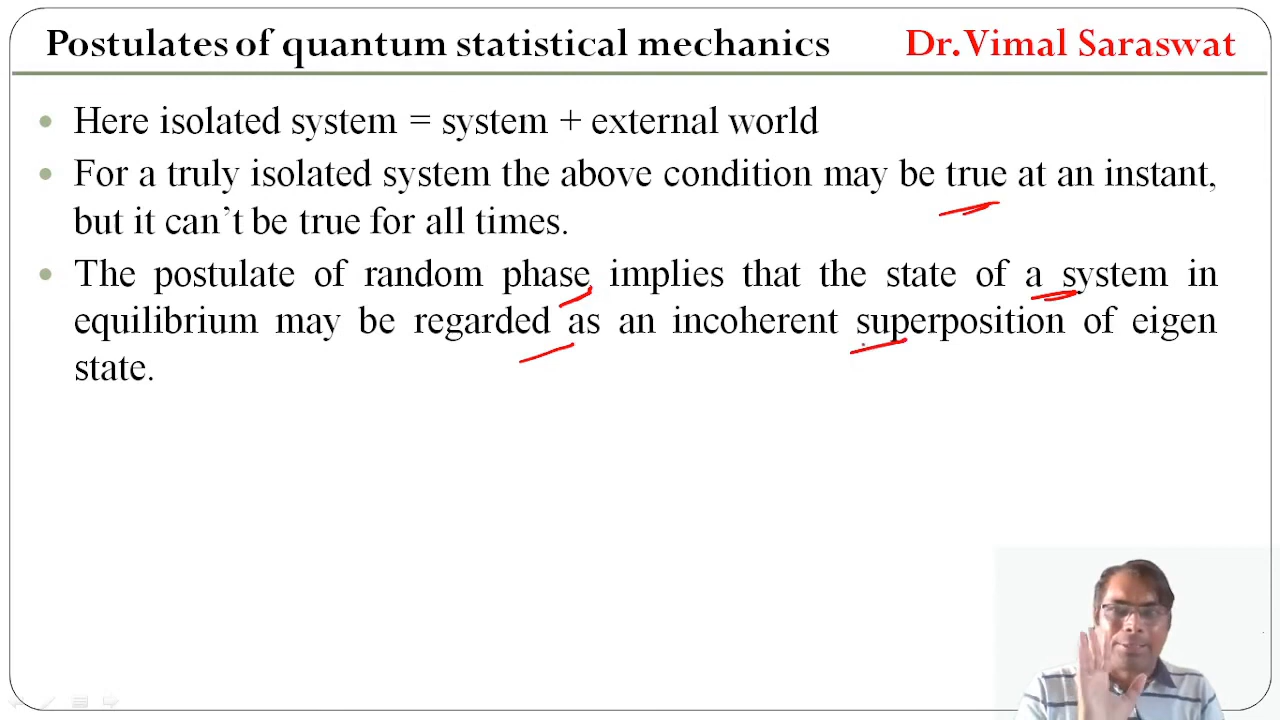 Postulates of quantum statistical mechanics Dr. Vimal Saraswat
Here isolated system = system + external world
For a truly isolated system the above condition may be true at an instant,
but it can’t be true for all times.
The postulate of random phase implies that the state of a system in
equilibrium may be regarded as an incoherent superposition of eigen
state.